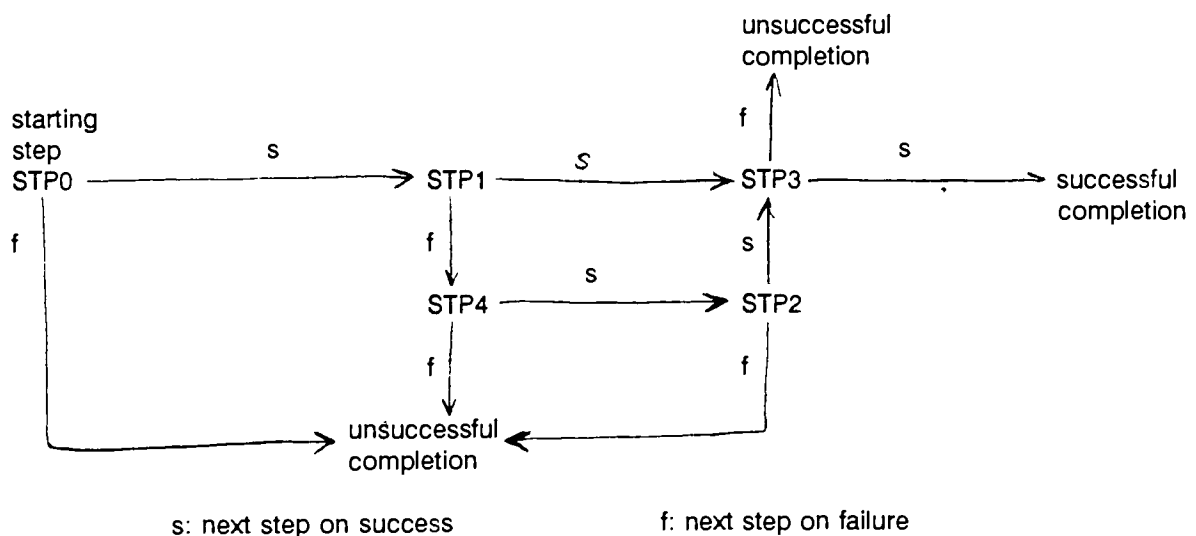 unsuccessful
completion
starting
step
f
s
S
s
STP0
STP1
STP3
successful
completion
f
f
s
s
STP4
STP2
f
f
unsuccessful
completion
s: next step on success
f: next step on failure